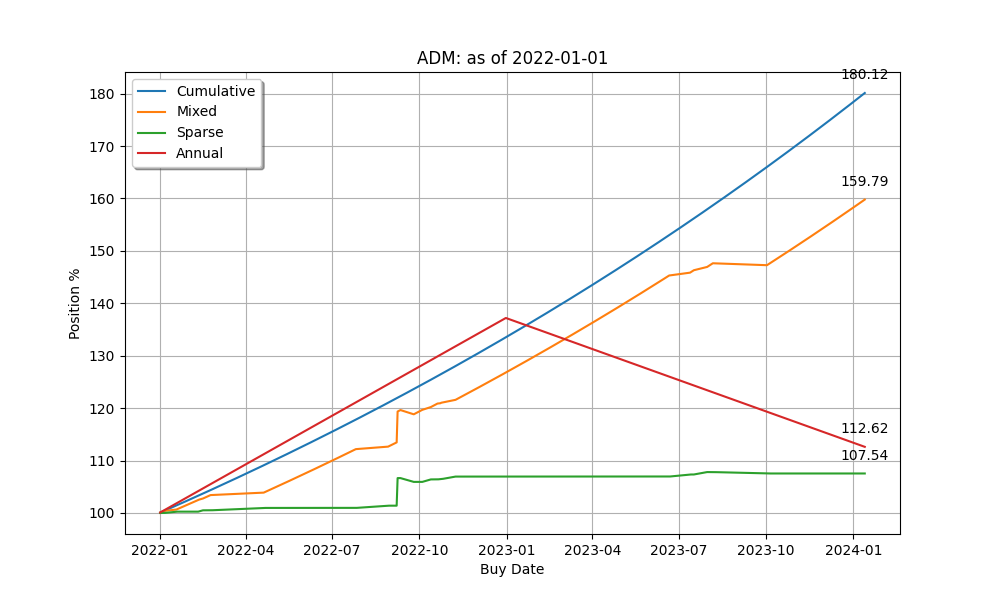 ADM: as of 2022-01-01
180.12
Cumulative
Mixed
Sparse
Annual
159.79
112.62
107.54
180
170
160
150
140
130
120
110
100
Position %
2022-01 2022-04 2022-07 2022-10 2023-01 2023-04 2023-07 2023-10 2024-01
Buy Date